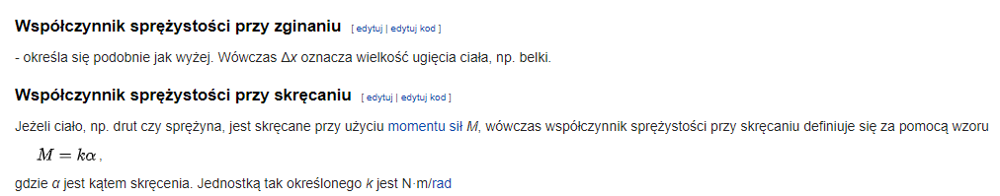 Współczynnik sprężystości przy zginaniu [ edytuj | edytuj kod ]
- określa się podobnie jak wyżej. Wówczas Δx oznacza wielkość ugięcia ciała, np. belki.
Współczynnik sprężystości przy skręcaniu [ edytuj | edytuj kod ]
Jeżeli ciało, np. drut czy sprężyna, jest skręcane przy użyciu momentu sił M, wówczas współczynnik sprężystości przy skręcaniu definiuje się za pomocą wzoru
M = kα ,
gdzie α jest kątem skręcenia. Jednostką tak określonego k jest N·m/rad